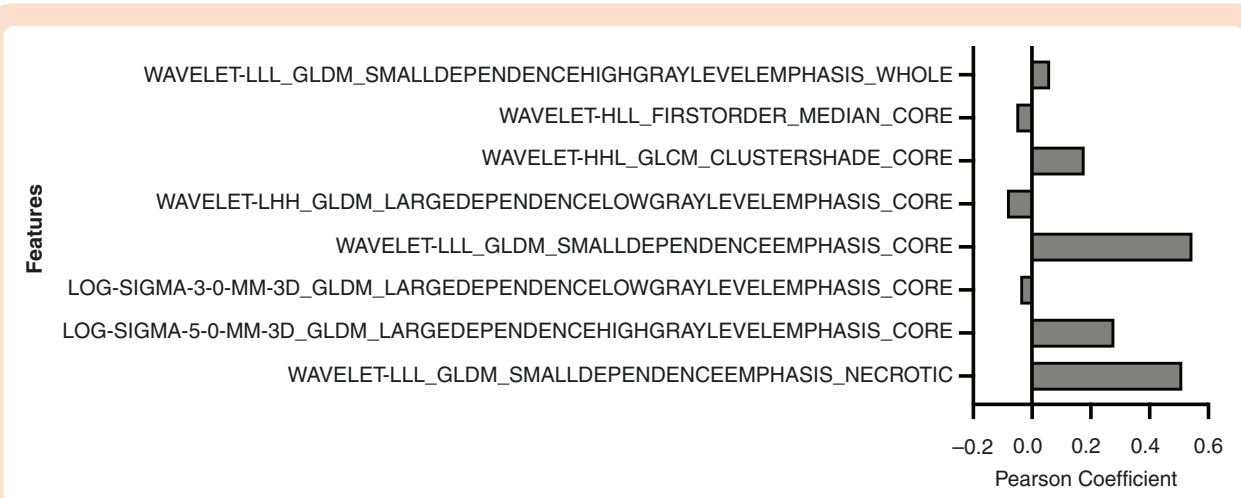 WAVELET-LLL_GLDM_SMALLDEPENDENCEHIGHGRAYLEVELEMPHASIS_WHOLE
WAVELET-HLL_FIRSTORDER_MEDIAN_CORE
WAVELET-HHL_GLCM_CLUSTERSHADE_CORE
WAVELET-LHH_GLDM_LARGEDEPENDENCELOWGRAYLEVELEMPHASIS_CORE
Features
WAVELET-LLL_GLDM_SMALLDEPENDENCEEMPHASIS_CORE
LOG-SIGMA-3-0-MM-3D_GLDM_LARGEDEPENDENCELOWGRAYLEVELEMPHASIS_CORE
LOG-SIGMA-5-0-MM-3D_GLDM_LARGEDEPENDENCEHIGHGRAYLEVELEMPHASIS_CORE
WAVELET-LLL_GLDM_SMALLDEPENDENCEEMPHASIS_NECROTIC
–0.2 0.0 0.2 0.4 0.6
Pearson Coefficient